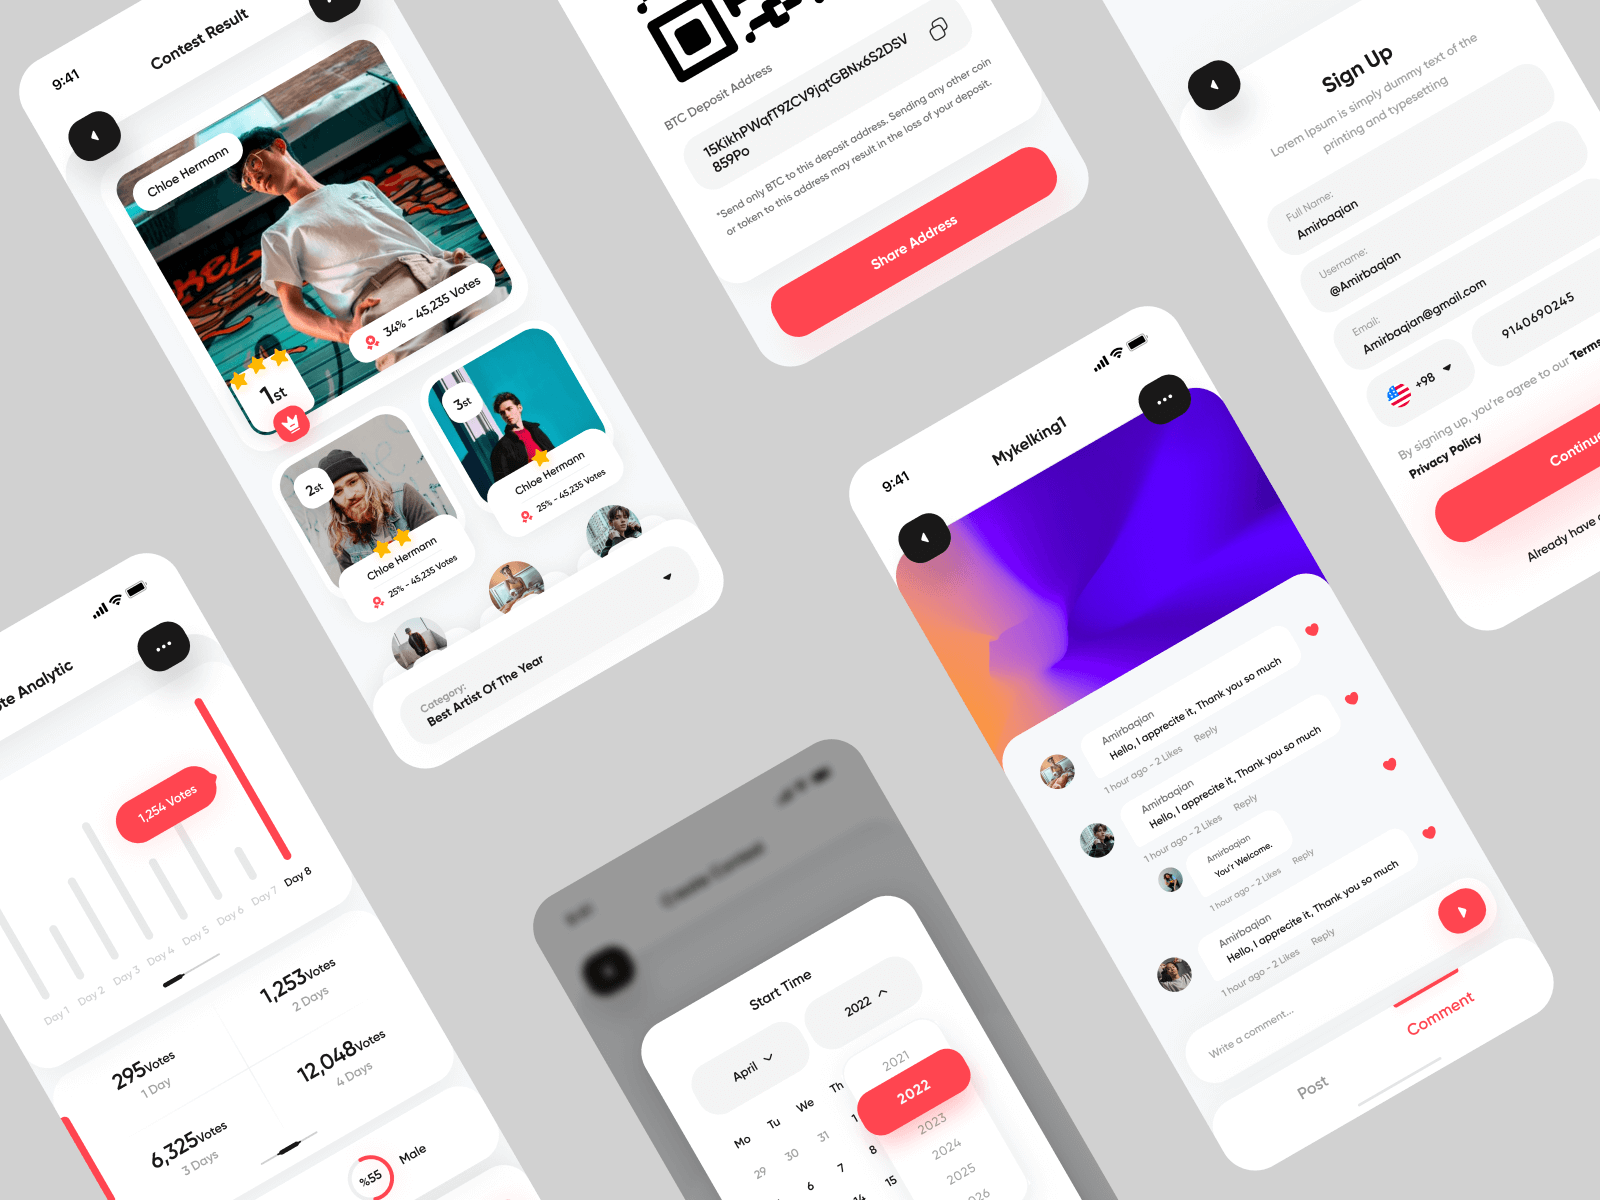 9:41
Contest Result
Chloe Hermann
34% - 45,235 Votes
1st
2st
Chloe Hermann
25% - 45,235 Votes
3st
Chloe Hermann
25% - 45,235 Votes
Category:
Best Artist Of The Year
BTC Deposit Address
15KikhPWqfT9ZCV9jqtGBNx6S2DSV
859Po
*Send only BTC to this deposit address. Sending any other coin
or token to this address may result in the loss of your deposit.
Share Address
Sign Up
Lorem Ipsum is simply dummy text of the
printing and typesetting
Full Name:
Amirbaqian
Username:
@Amirbaqian
Email:
Amirbaqian@gmail.com
+98
9140690245
By signing up, you're agree to our Terms
Privacy Policy
Continue
Already have
Analytic
1,254 Votes
Day 1
Day 2
Day 3
Day 4
Day 5
Day 6
Day 7
Day 8
295Votes
1 Day
1,253Votes
2 Days
6,325Votes
3 Days
12,048Votes
4 Days
%55
Male
Create Contest
Start Time
April
2022
2021
2022
2023
2024
2025
2026
Mo Tu We Th
29 30 31 1
6 7 8
14 15
9:41
Mykelking1
Amirbaqian
Hello, I apprecite it, Thank you so much
1 hour ago - 2 Likes Reply
Amirbaqian
Hello, I apprecite it, Thank you so much
1 hour ago - 2 Likes Reply
Amirbaqian
You'r Welcome.
1 hour ago - 2 Likes Reply
Amirbaqian
Hello, I apprecite it, Thank you so much
1 hour ago - 2 Likes Reply
Write a comment...
Post
Comment